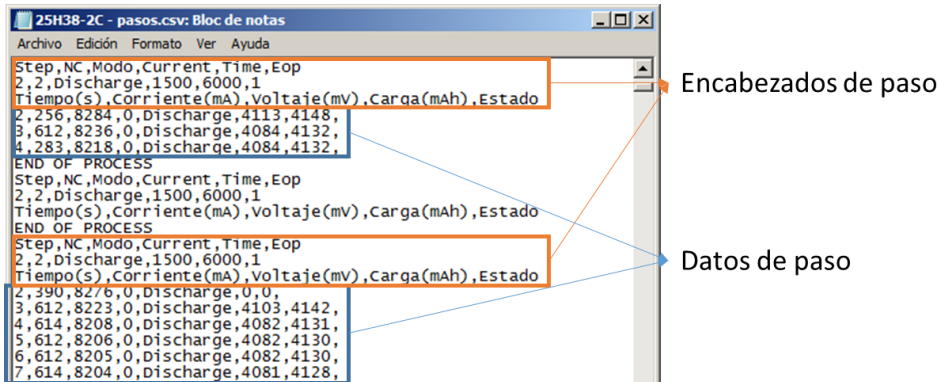 25H38-2C - pasos.csv: Bloc de notas
Archivo Edición Formato Ver Ayuda
Step,NC,Modo,Current,Time,Eop
2,2,Discharge,1500,6000,1
Tiempo(s),Corriente(mA),Voltaje(mV),Carga(mAh),Estado
2,256,8284,0,Discharge,4113,4148,
3,612,8236,0,Discharge,4084,4132,
4,283,8218,0,Discharge,4084,4132,
END OF PROCESS
Step,NC,Modo,Current,Time,Eop
2,2,Discharge,1500,6000,1
Tiempo(s),Corriente(mA),Voltaje(mV),Carga(mAh),Estado
END OF PROCESS
Step,NC,Modo,Current,Time,Eop
2,2,Discharge,1500,6000,1
Tiempo(s),Corriente(mA),Voltaje(mV),Carga(mAh),Estado
2,390,8276,0,Discharge,0,0,
3,612,8223,0,Discharge,4103,4142,
4,614,8208,0,Discharge,4082,4131,
5,612,8206,0,Discharge,4082,4130,
6,612,8205,0,Discharge,4082,4130,
7,614,8204,0,Discharge,4081,4128,
Encabezados de paso
Datos de paso